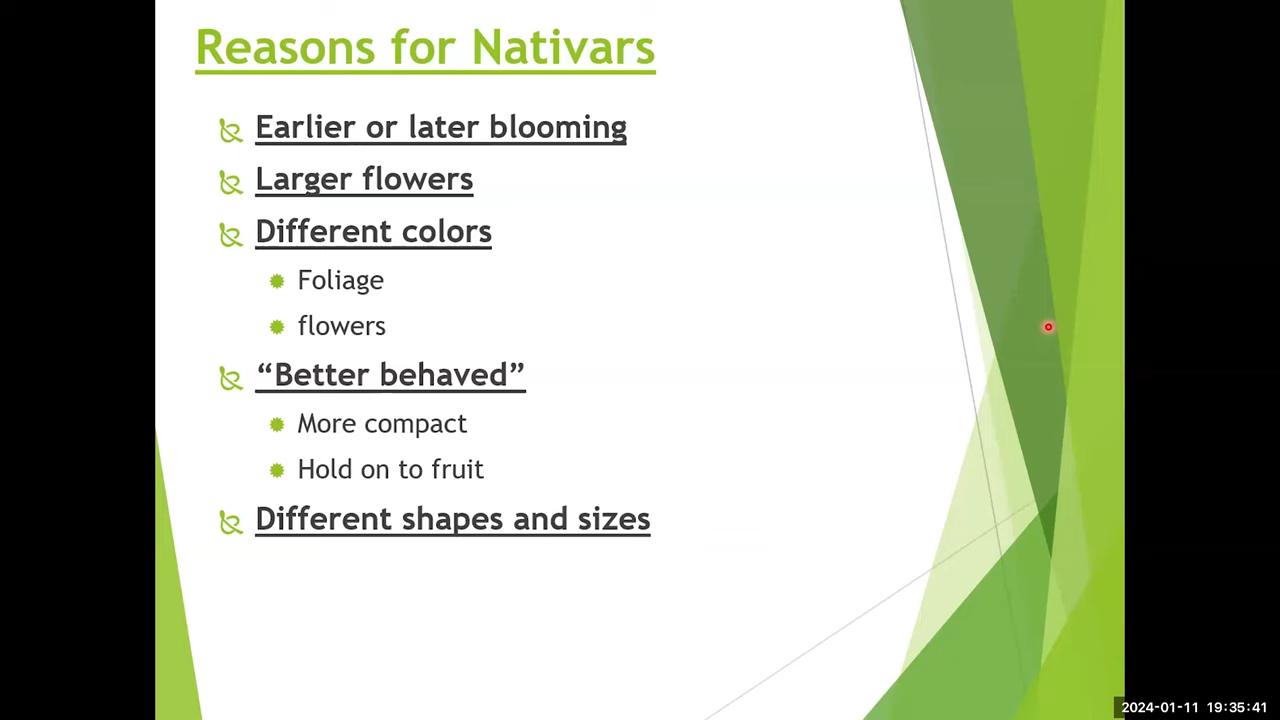 Reasons for Nativars
Earlier or later blooming
Larger flowers
Different colors
Foliage
flowers
“Better behaved”
More compact
Hold on to fruit
Different shapes and sizes
2024-01-11 19:35:41